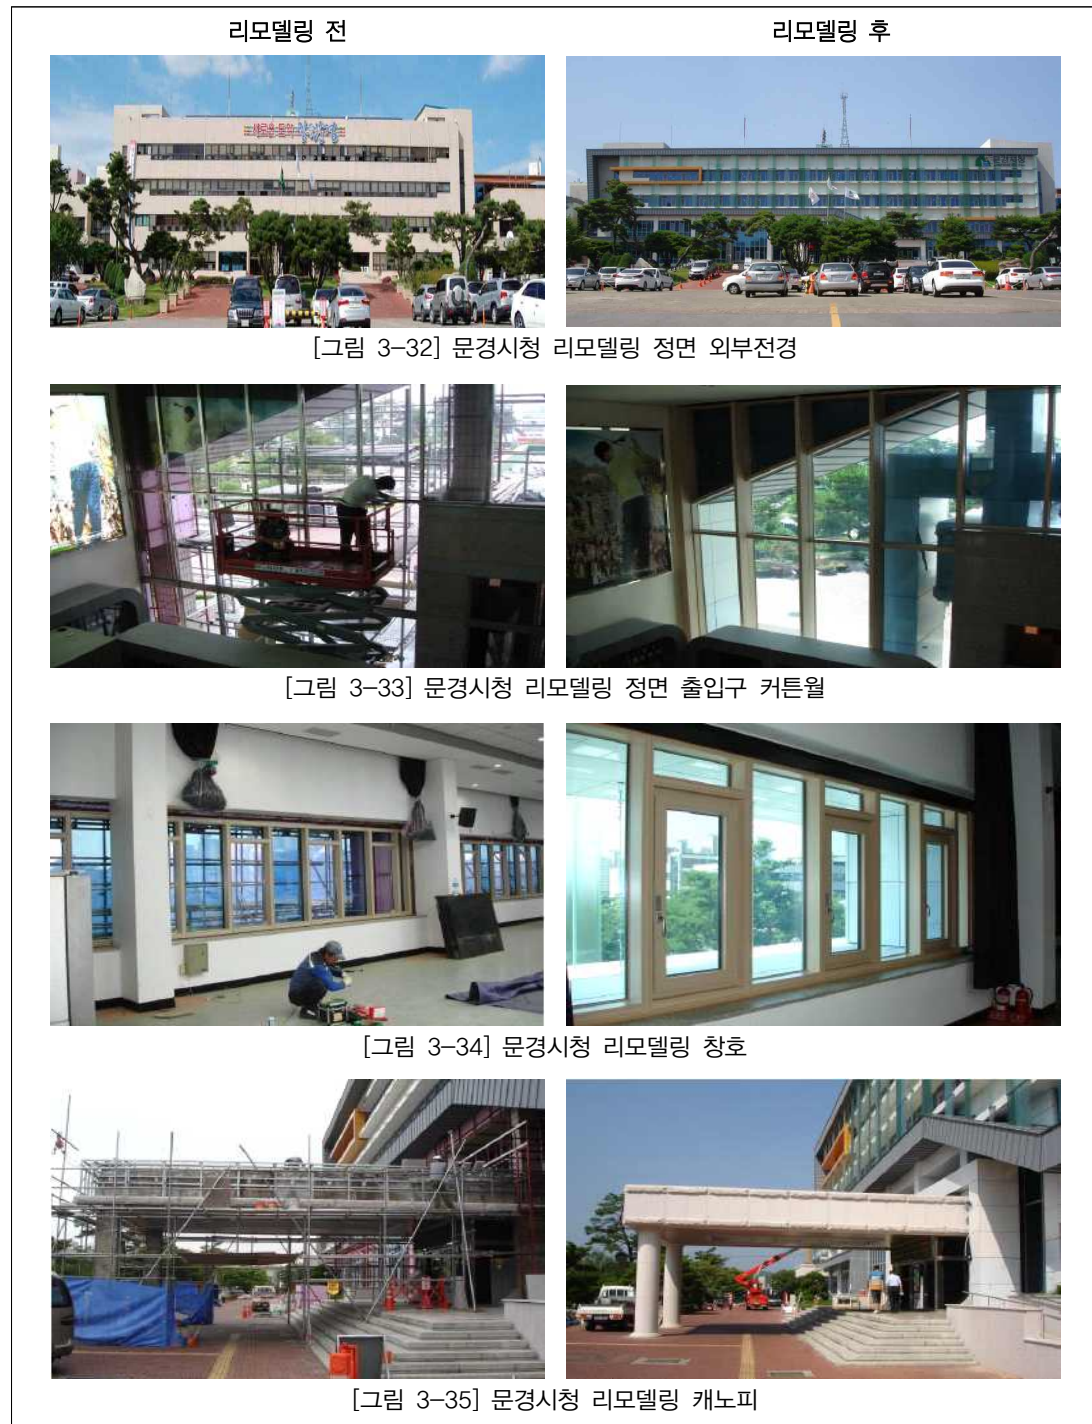 리모델링 전
리모델링 후
[그림 3-32] 문경시청 리모델링 정면 외부전경
[그림 3-33] 문경시청 리모델링 정면 출입구 커튼월
[그림 3-34] 문경시청 리모델링 창호
[그림 3-35] 문경시청 리모델링 캐노피